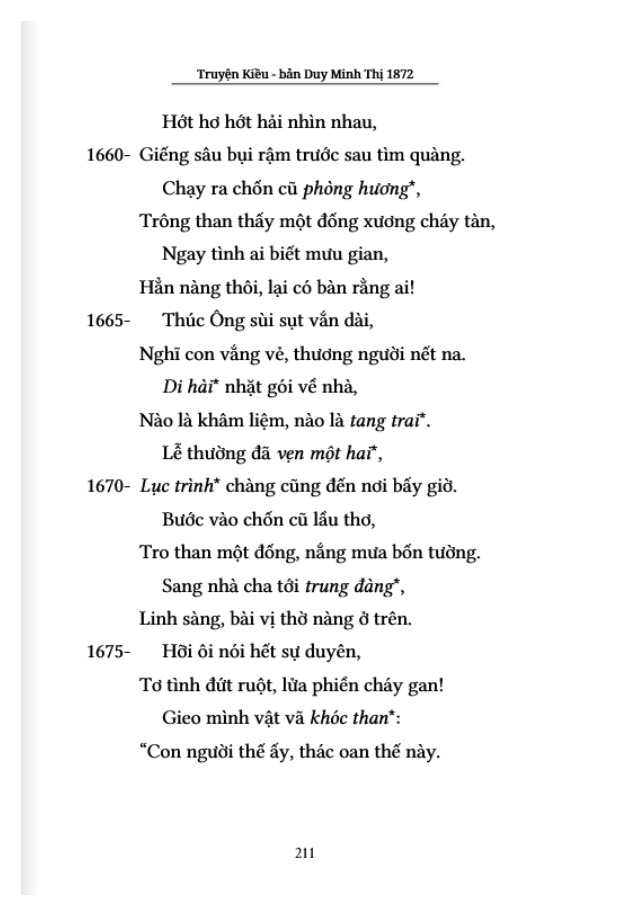 Truyện Kiều - bản Duy Minh Thị 1872
Hớt hơ hớt hải nhìn nhau,
1660- Giếng sâu bụi rậm trước sau tìm quàng.
Chạy ra chốn cũ phòng hương*,
Trông than thấy một đống xương cháy tàn,
Ngay tình ai biết mưu gian,
Hẳn nàng thôi, lại có bàn rằng ai!
1665- Thúc Ông sùi sụt vắn dài,
Nghĩ con vắng vẻ, thương người nết na.
Di hài* nhặt gói về nhà,
Nào là khâm liệm, nào là tang trai*.
Lễ thường đã vẹn một hai*,
1670- Lục trình* chàng cũng đến nơi bấy giờ.
Bước vào chốn cũ lầu thơ,
Tro than một đống, nắng mưa bốn tường.
Sang nhà cha tới trung đàng*,
Linh sàng, bài vị thờ nàng ở trên.
1675- Hỡi ôi nói hết sự duyên,
Tơ tình đứt ruột, lửa phiền cháy gan!
Gieo mình vật vã khóc than*:
“Con người thế ấy, thác oan thế này.
211